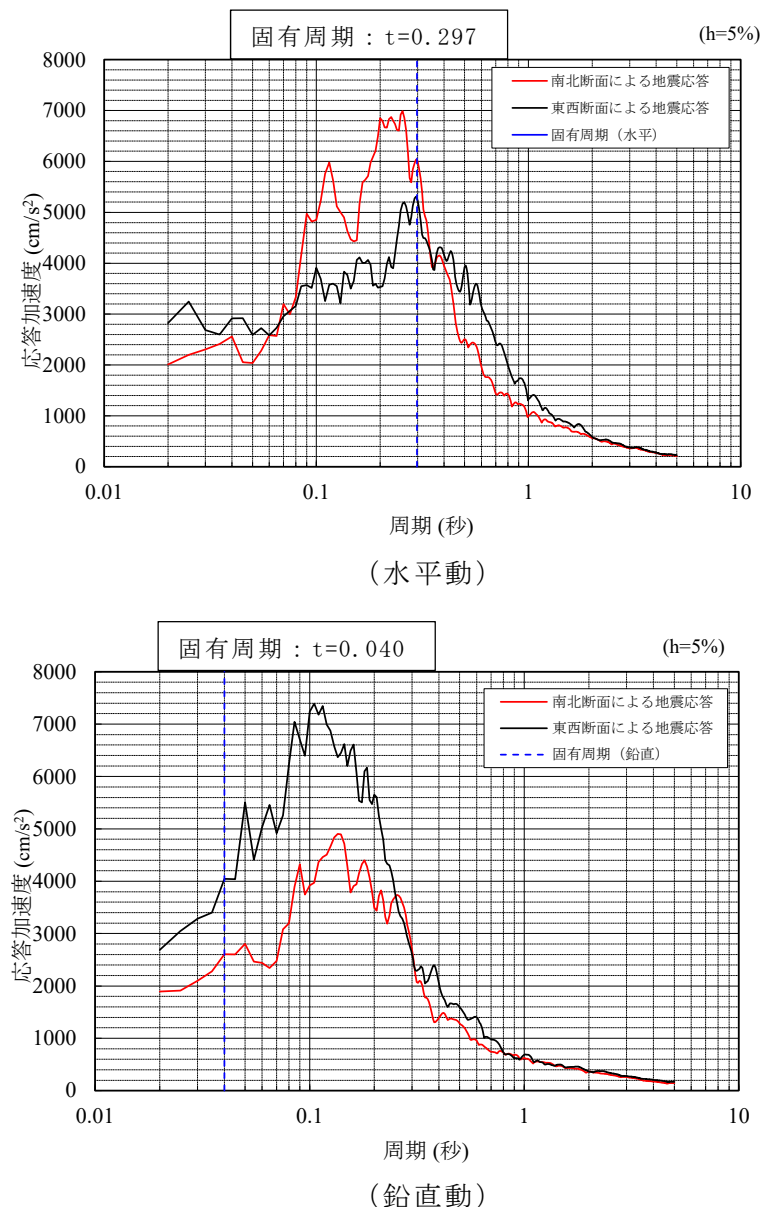 固有周期：t=0.297
(h=5%)
8000
7000
6000
5000
4000
3000
2000
1000
0
応答加速度 (cm/s²)
南北断面による地震応答
東西断面による地震応答
固有周期（水平）
0.01
0.1
1
10
周期 (秒)
（水平動）
固有周期：t=0.040
(h=5%)
8000
7000
6000
5000
4000
3000
2000
1000
0
応答加速度 (cm/s²)
南北断面による地震応答
東西断面による地震応答
固有周期（鉛直）
0.01
0.1
1
10
周期 (秒)
（鉛直動）